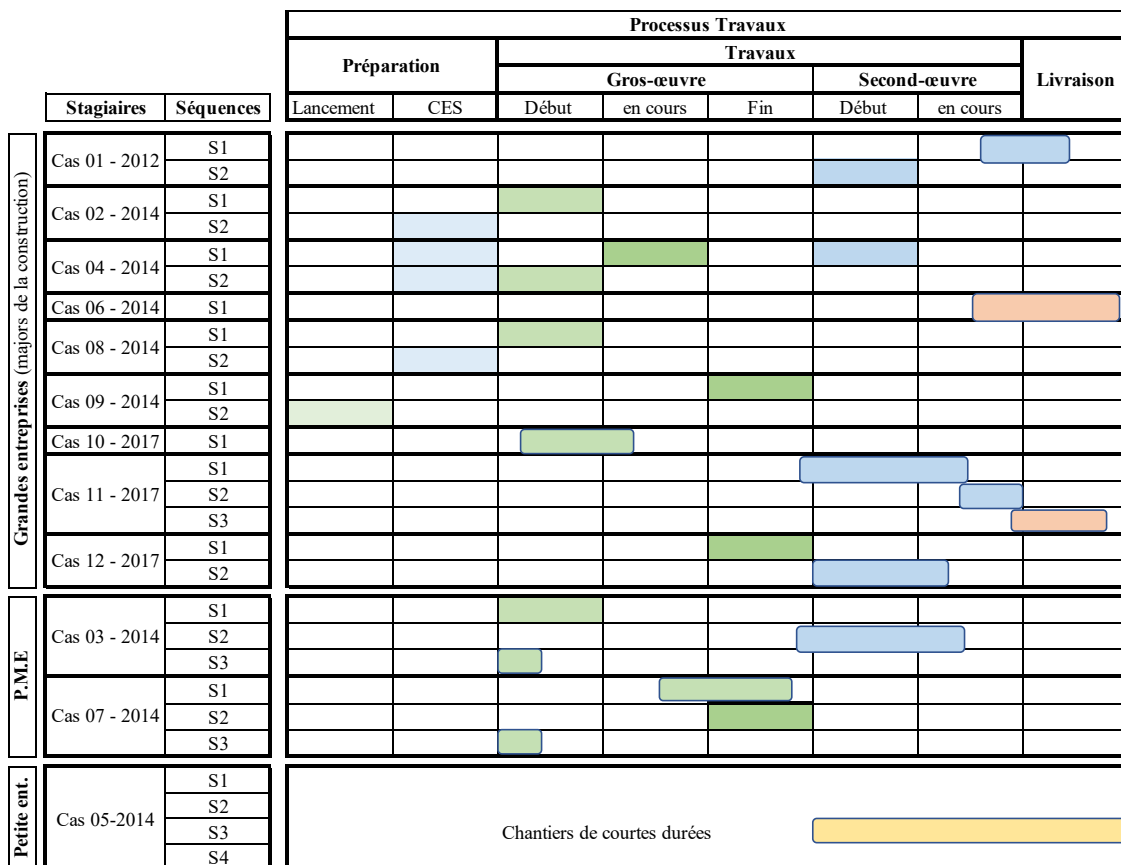 Processus Travaux
Préparation
Travaux
Livraison
Gros-œuvre
Second-œuvre
Stagiaires Séquences Lancement CES Début en cours Fin Début en cours
Grandes entreprises (majors de la construction)
Cas 01 - 2012
S1
S2
Cas 02 - 2014
S1
S2
Cas 04 - 2014
S1
S2
Cas 06 - 2014 S1
Cas 08 - 2014
S1
S2
Cas 09 - 2014
S1
S2
Cas 10 - 2017 S1
Cas 11 - 2017
S1
S2
S3
Cas 12 - 2017
S1
S2
P.M.E
Cas 03 - 2014
S1
S2
S3
Cas 07 - 2014
S1
S2
S3
Petite ent.
Cas 05-2014
S1
S2
S3
S4
Chantiers de courtes durées